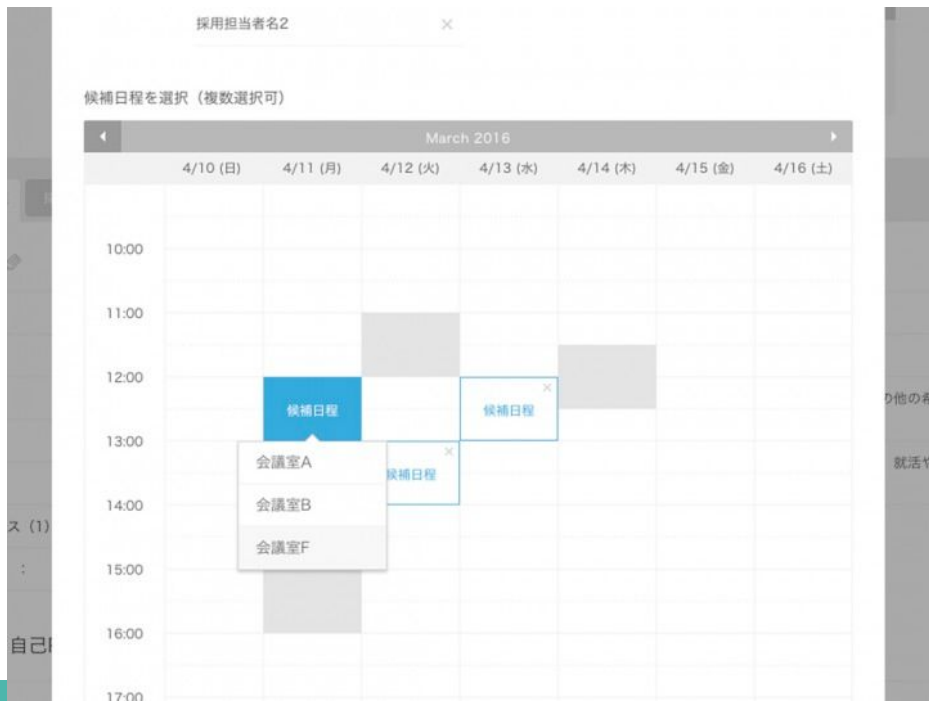 採用担当者名2 ×
候補日程を選択（複数選択可）
March 2016
4/10 (日) 4/11 (月) 4/12 (火) 4/13 (水) 4/14 (木) 4/15 (金) 4/16 (土)
10:00
11:00
12:00
×
候補日程 候補日程
の他の希
13:00
×
会議室A
就活や
候補日程
会議室B
14:00
ス（1）
会議室F
15:00
:
16:00
自己
17:00